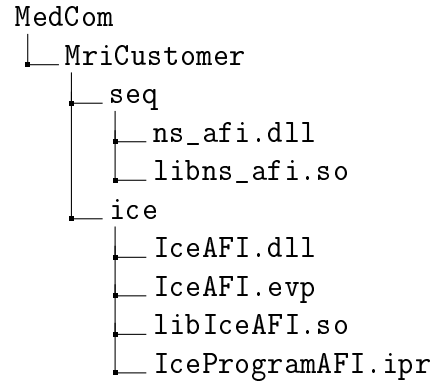 MedCom
MriCustomer
seq
ns_afi.dll
libns_afi.so
ice
IceAFI.dll
IceAFI.evp
libIceAFI.so
IceProgramAFI.ipr